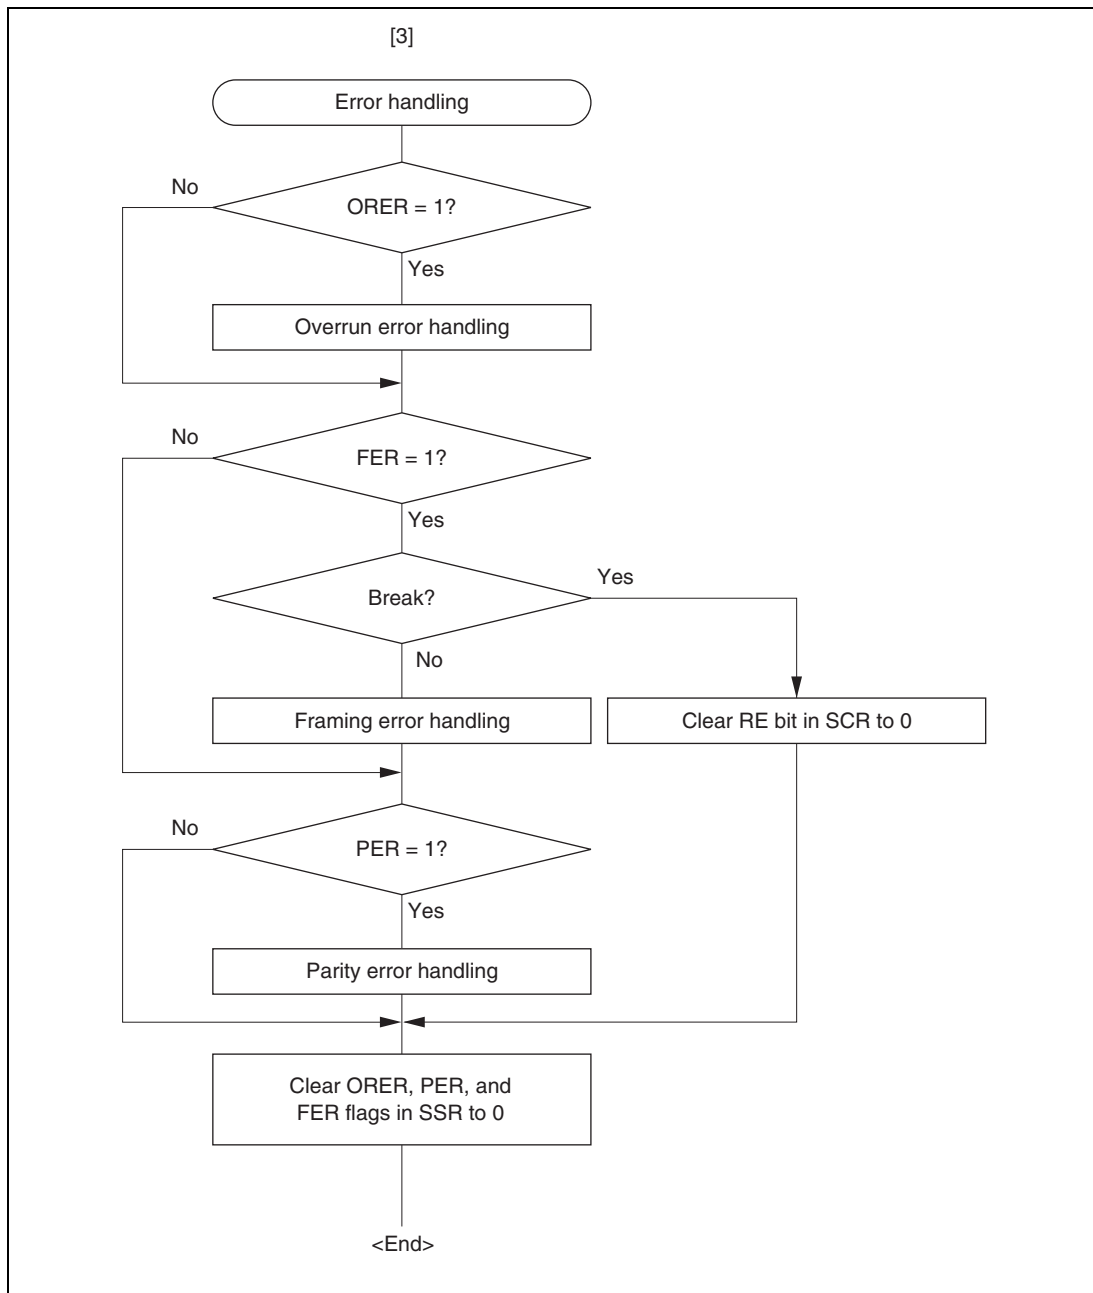 [3]
Error handling
No
ORER = 1?
Yes
Overrun error handling
No
FER = 1?
Yes
Break?
Yes
No
Framing error handling
Clear RE bit in SCR to 0
No
PER = 1?
Yes
Parity error handling
Clear ORER, PER, and
FER flags in SSR to 0
<End>